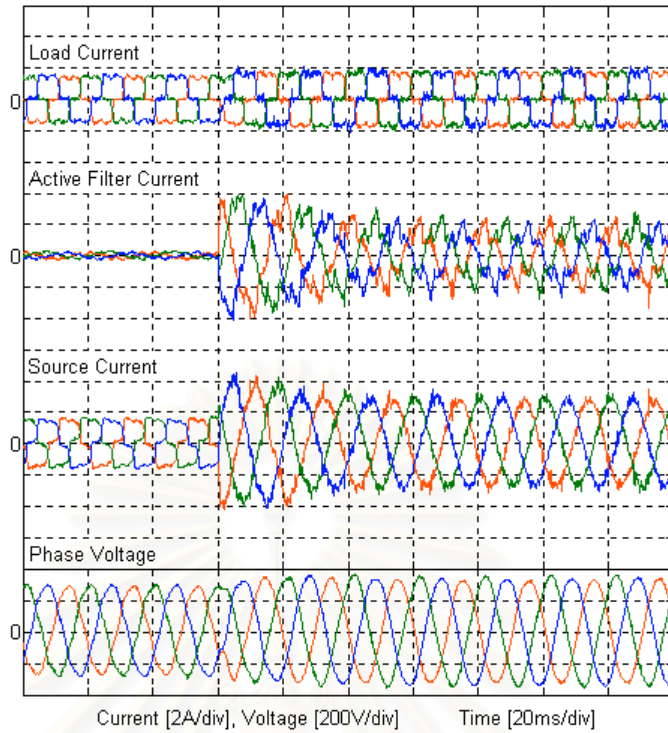 Load Current
0
Active Filter Current
0
Source Current
0
Phase Voltage
0
Current [2A/div], Voltage [200V/div] Time [20ms/div]